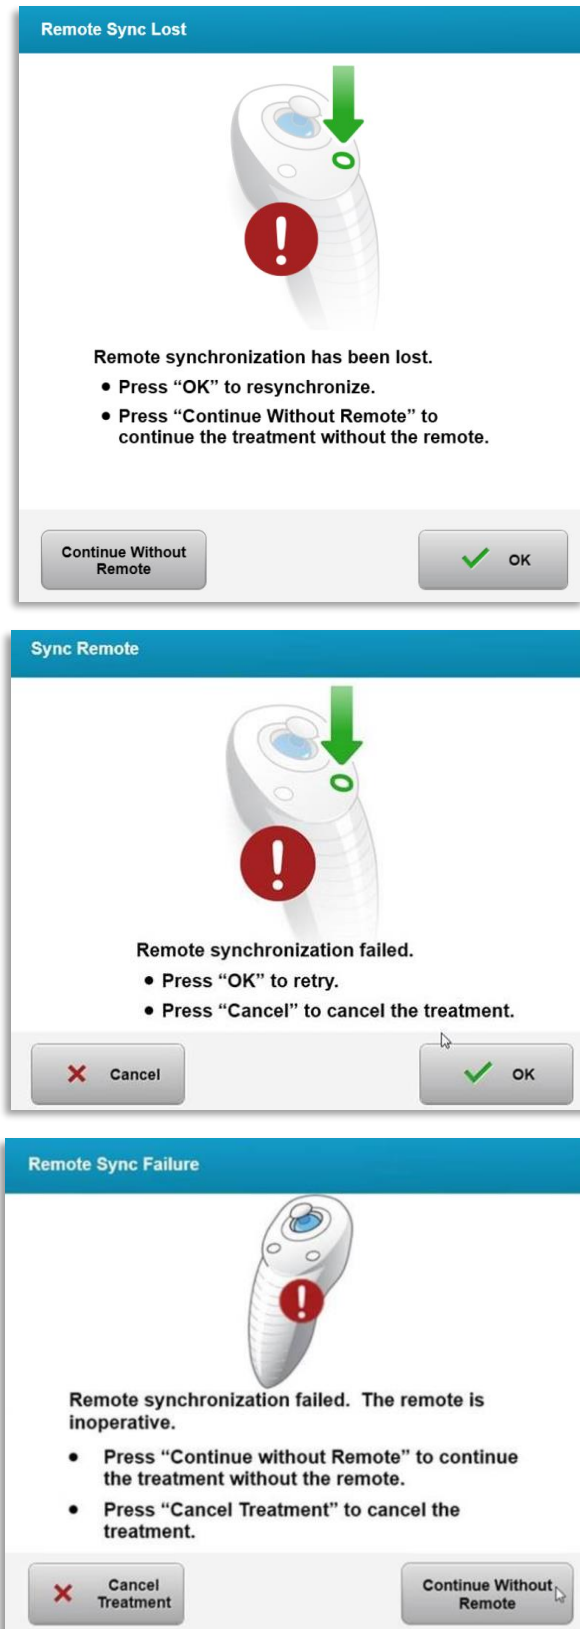 Remote Sync Lost
Remote synchronization has been lost.
● Press “OK” to resynchronize.
● Press “Continue Without Remote” to
continue the treatment without the remote.
Continue Without
Remote
OK
Sync Remote
Remote synchronization failed.
● Press “OK” to retry.
● Press “Cancel” to cancel the treatment.
Cancel
OK
Remote Sync Failure
Remote synchronization failed.  The remote is
inoperative.
● Press “Continue without Remote” to continue
the treatment without the remote.
● Press “Cancel Treatment” to cancel the
treatment.
Cancel
Treatment
Continue Without
Remote